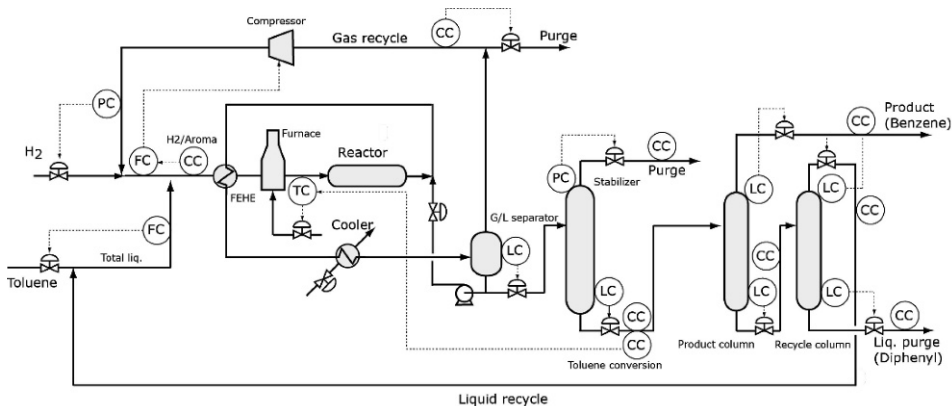 Compressor
CC
Gas recycle
Purge
PC
H2/Aroma
FC
CC
H2
Furnace
Reactor
FEHE
TC
Cooler
FC
Total liq.
Toluene
G/L separator
LC
PC
Stabilizer
CC
Purge
LC
CC
CC
Toluene conversion
Product
(Benzene)
CC
LC
LC
CC
CC
LC
LC
CC
Product column
Recycle column
Liq. purge
(Diphenyl)
Liquid recycle